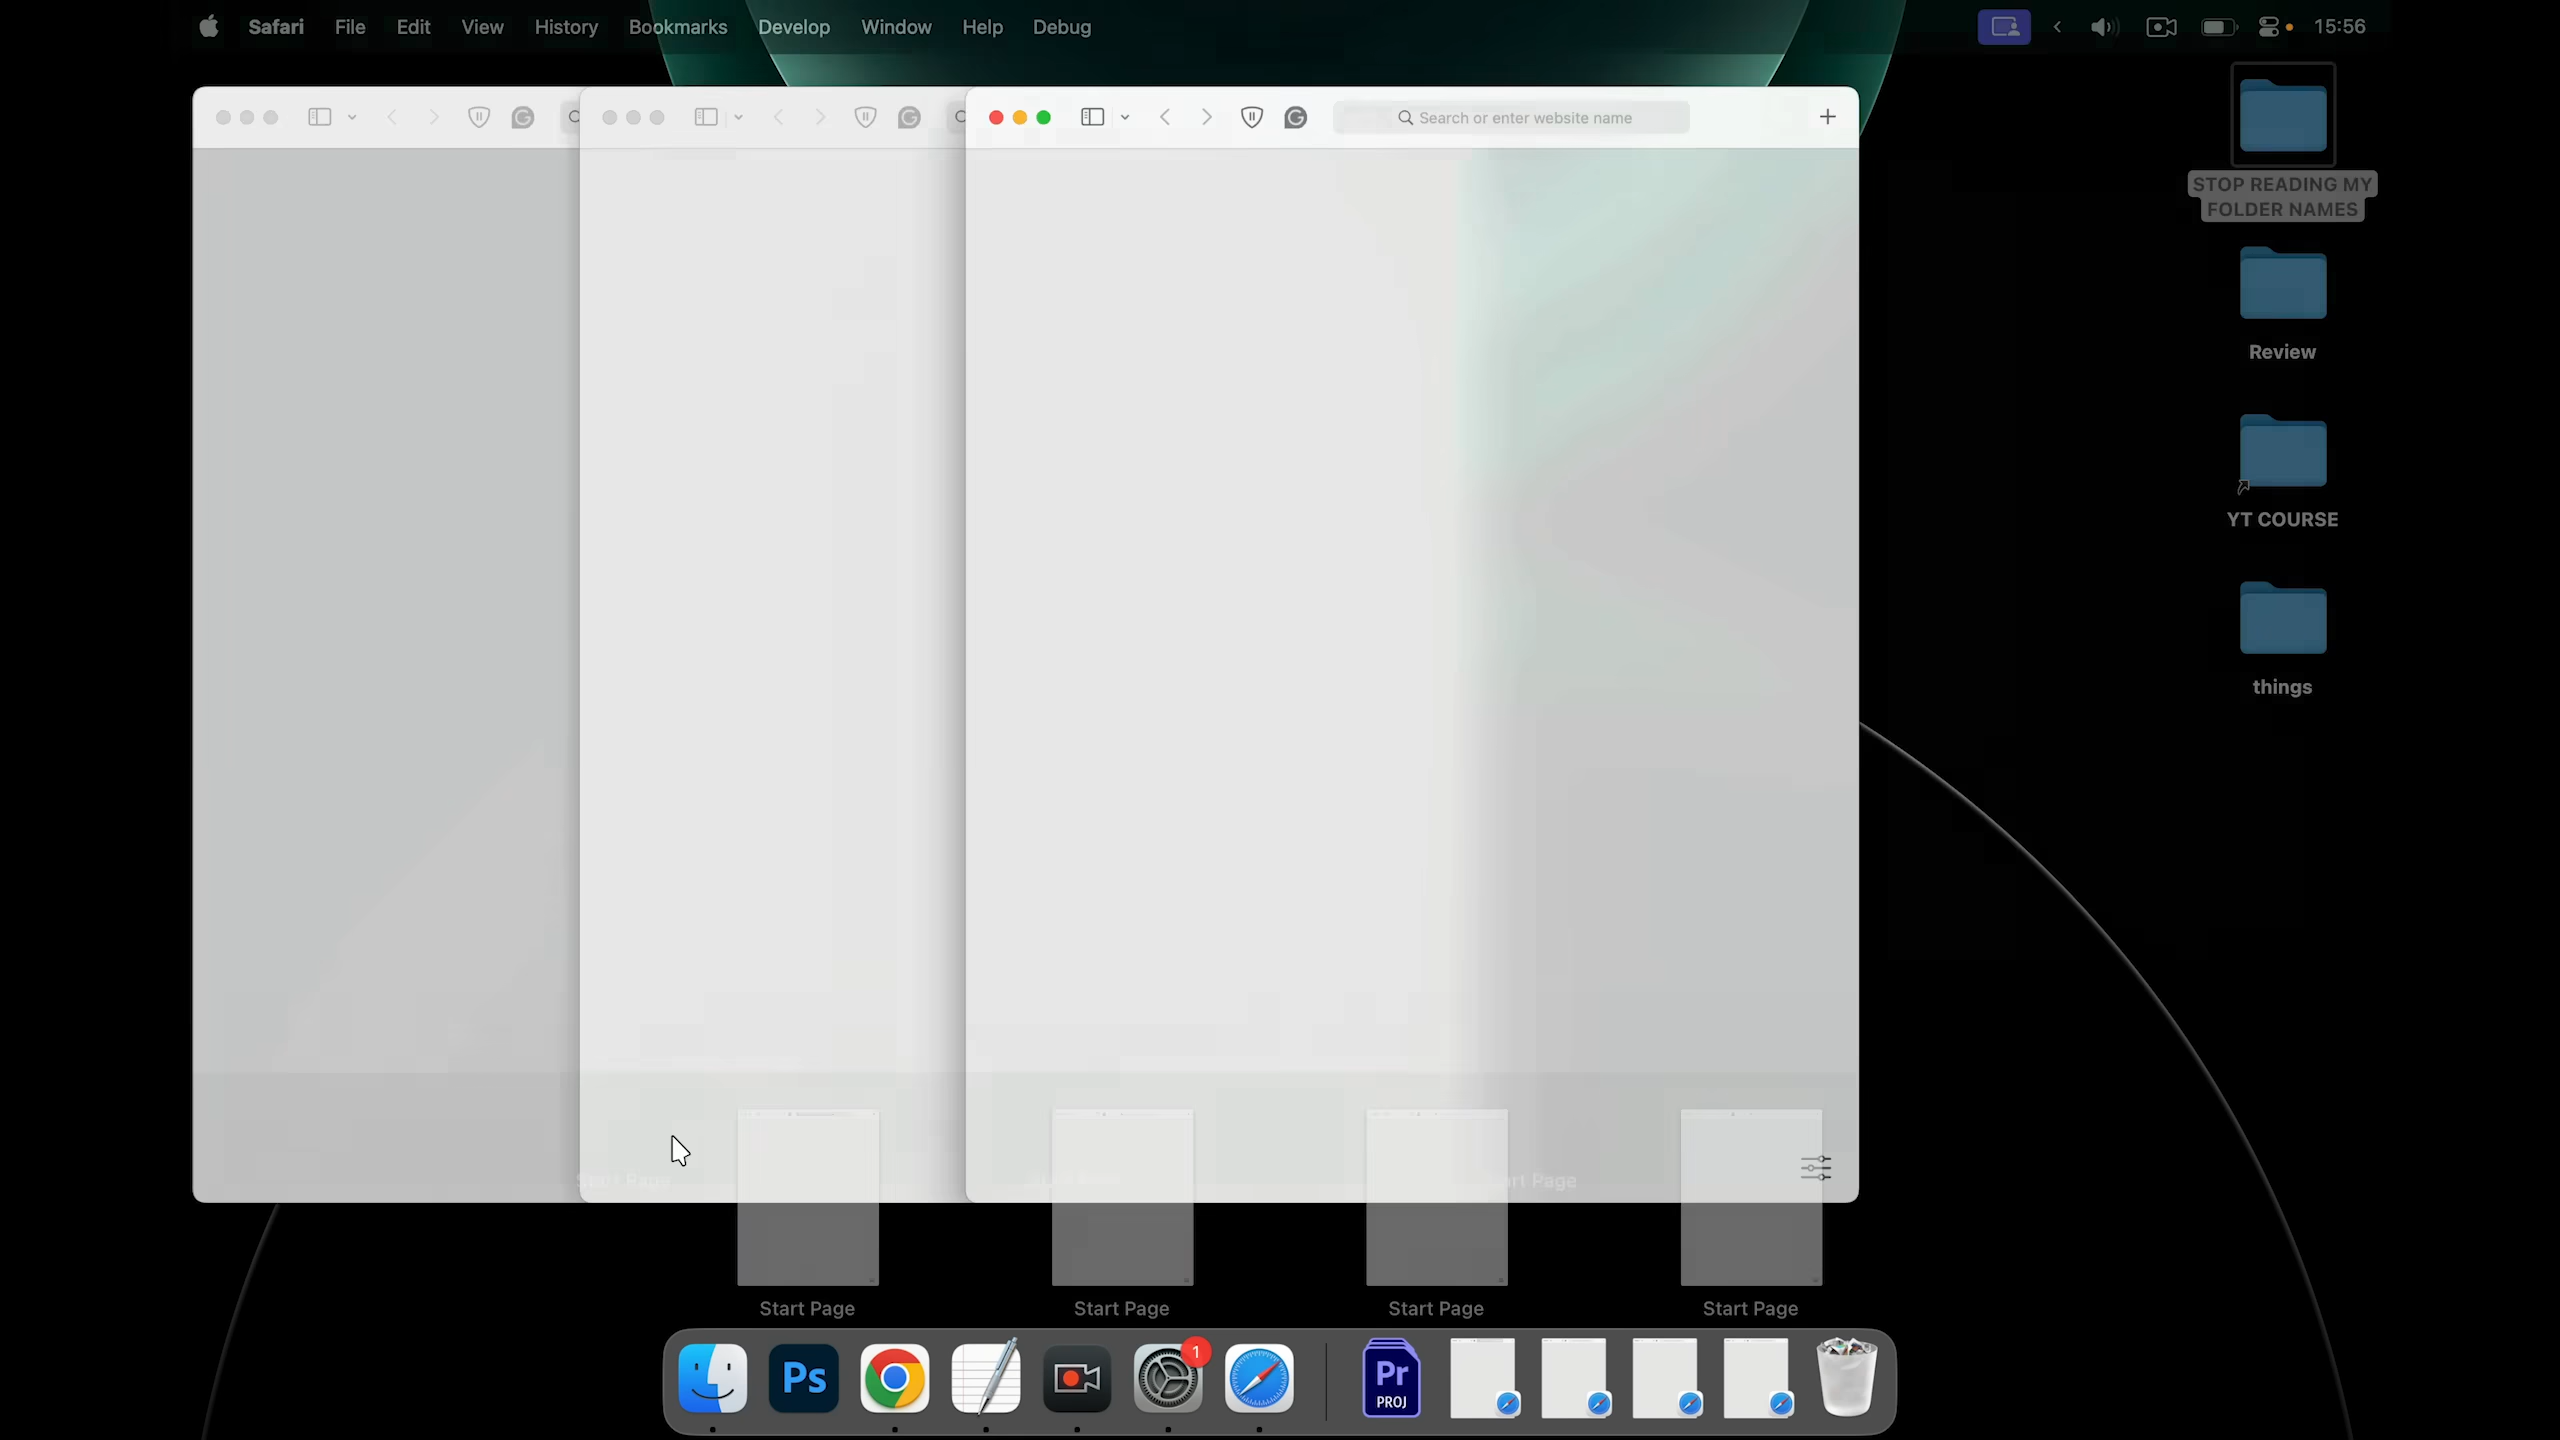 Safari File Edit View History Bookmarks Develop Window Help Debug 15:56
Search or enter website name
STOP READING MY
FOLDER NAMES
Review
YT COURSE
things
Start Page Start Page Start Page Start Page
Ps
1
Pr
PROJ